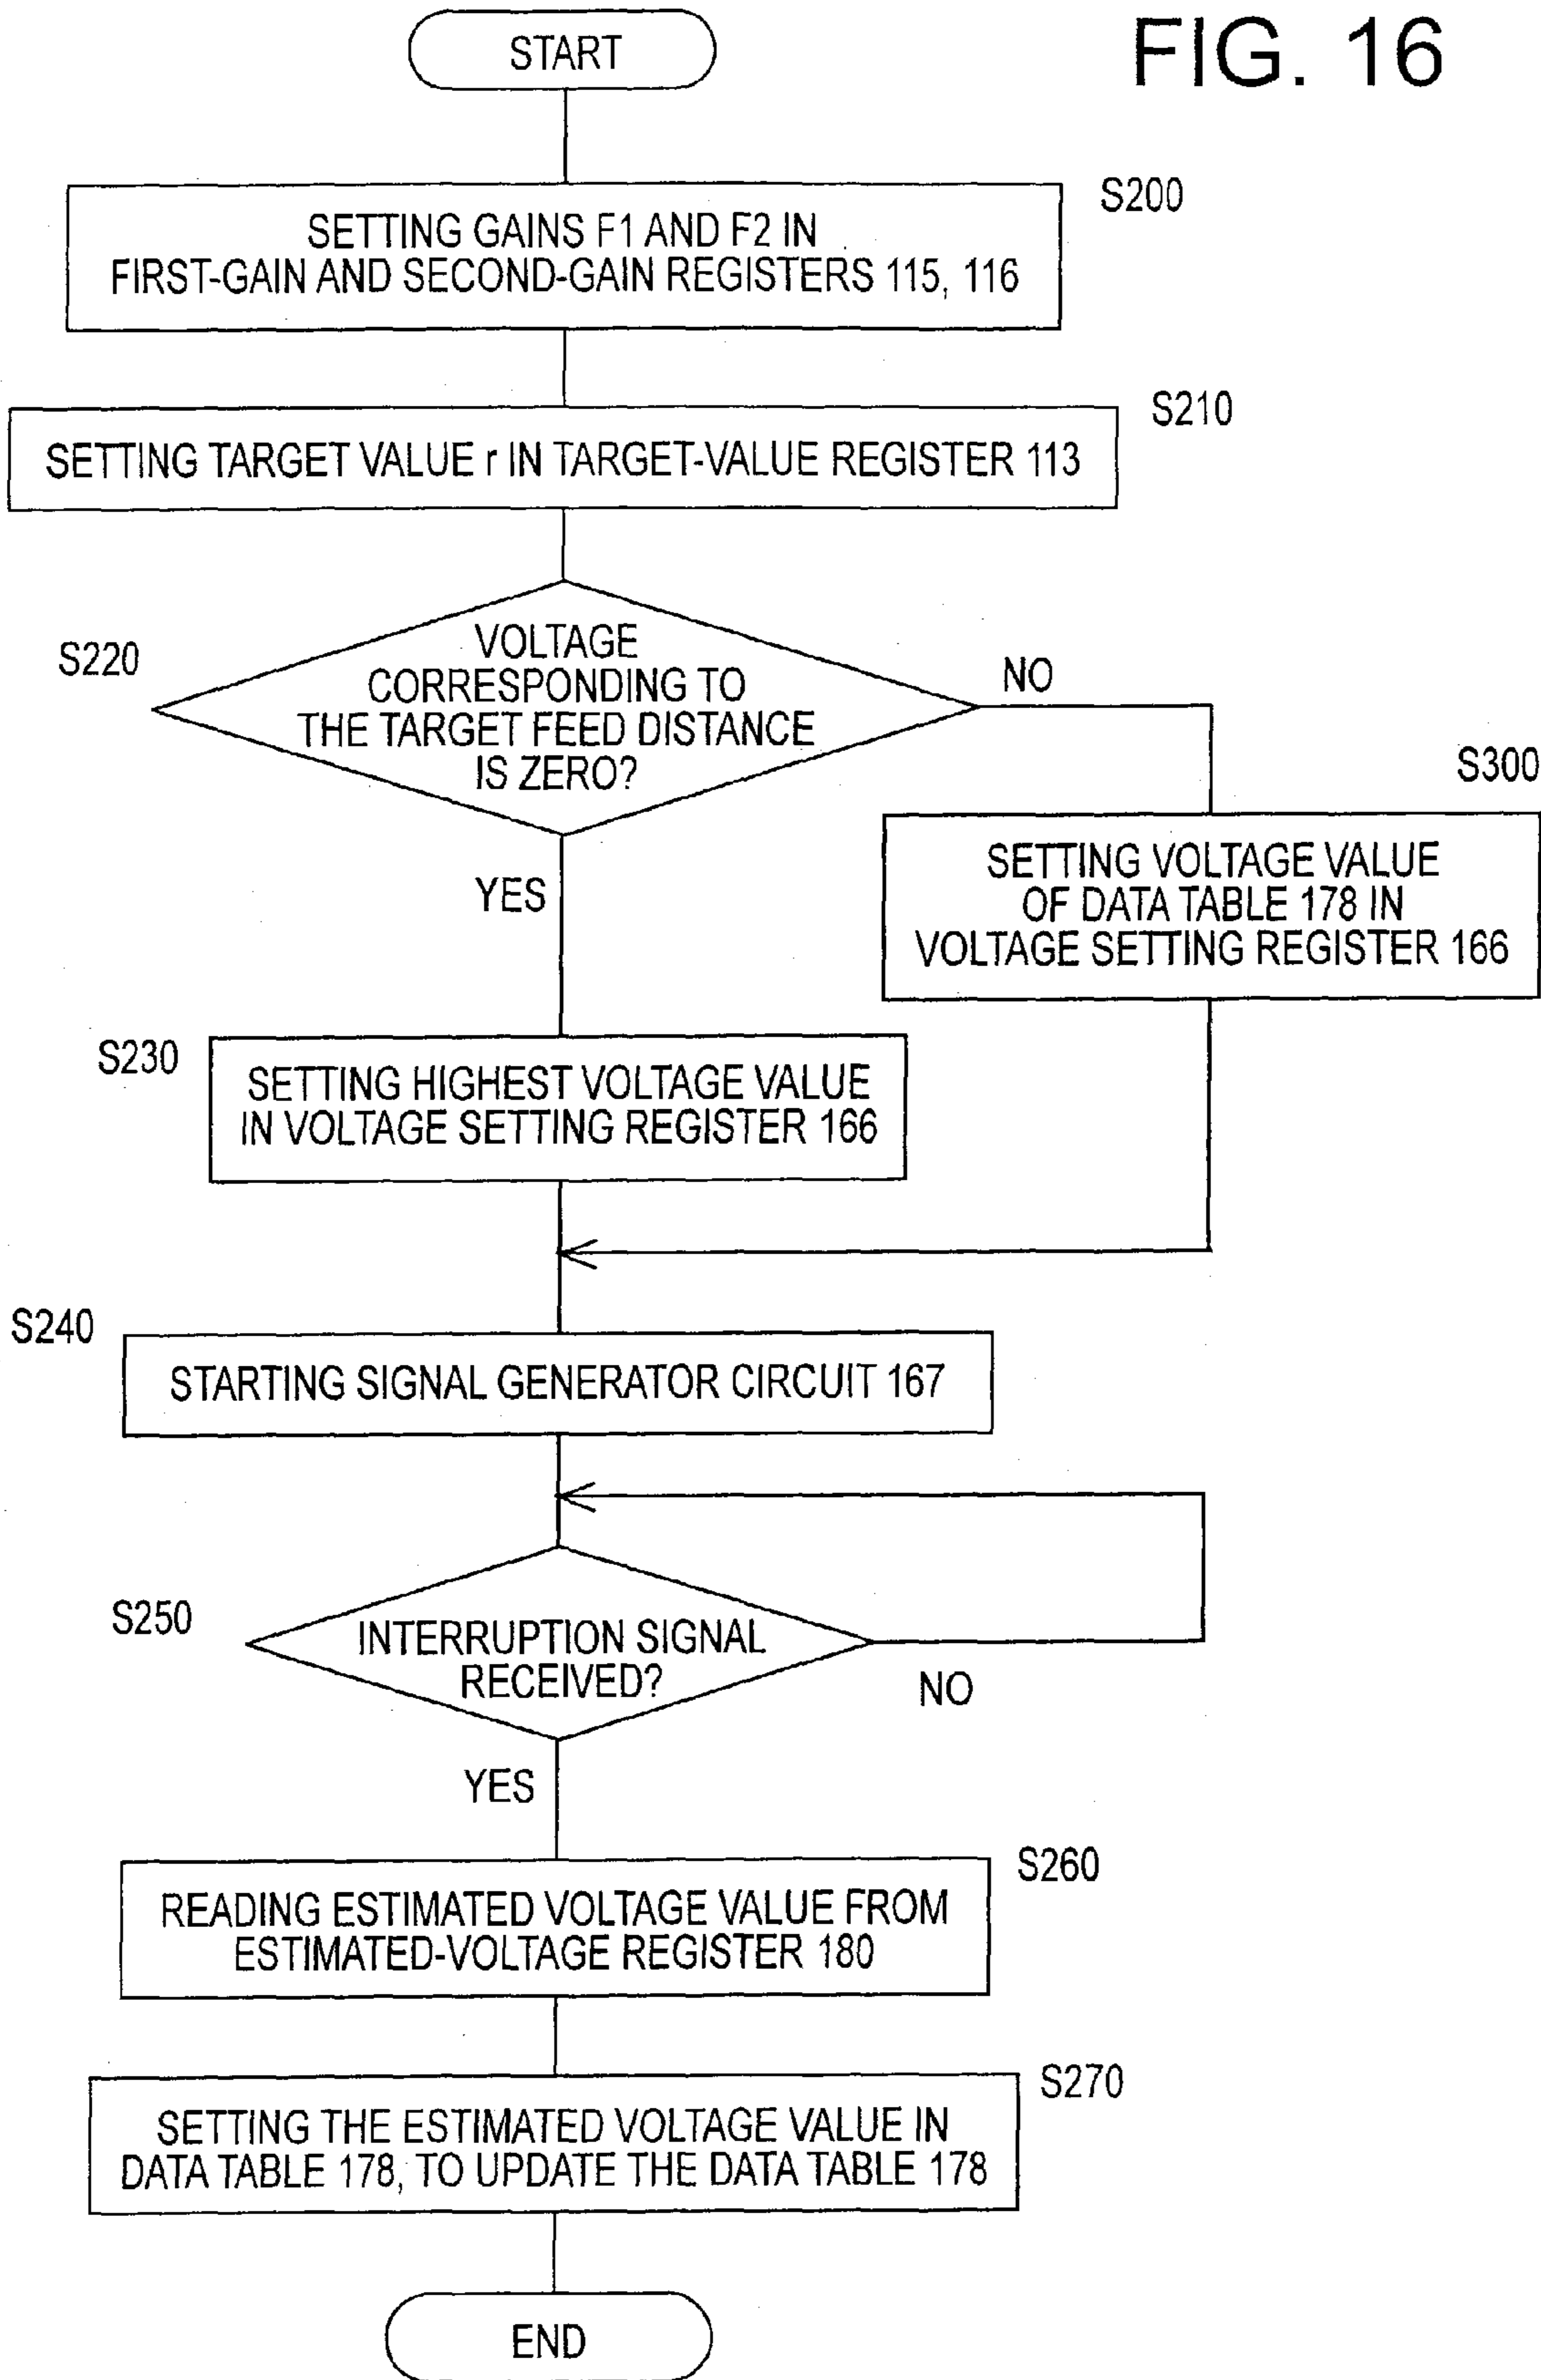 FIG. 16
START
S200
SETTING GAINS F1 AND F2 IN
FIRST-GAIN AND SECOND-GAIN REGISTERS 115, 116
S210
SETTING TARGET VALUE r IN TARGET-VALUE REGISTER 113
S220
VOLTAGE
CORRESPONDING TO
THE TARGET FEED DISTANCE
IS ZERO?
NO
YES
S300
SETTING VOLTAGE VALUE
OF DATA TABLE 178 IN
VOLTAGE SETTING REGISTER 166
S230
SETTING HIGHEST VOLTAGE VALUE
IN VOLTAGE SETTING REGISTER 166
S240
STARTING SIGNAL GENERATOR CIRCUIT 167
S250
INTERRUPTION SIGNAL
RECEIVED?
NO
YES
S260
READING ESTIMATED VOLTAGE VALUE FROM
ESTIMATED-VOLTAGE REGISTER 180
S270
SETTING THE ESTIMATED VOLTAGE VALUE IN
DATA TABLE 178, TO UPDATE THE DATA TABLE 178
END